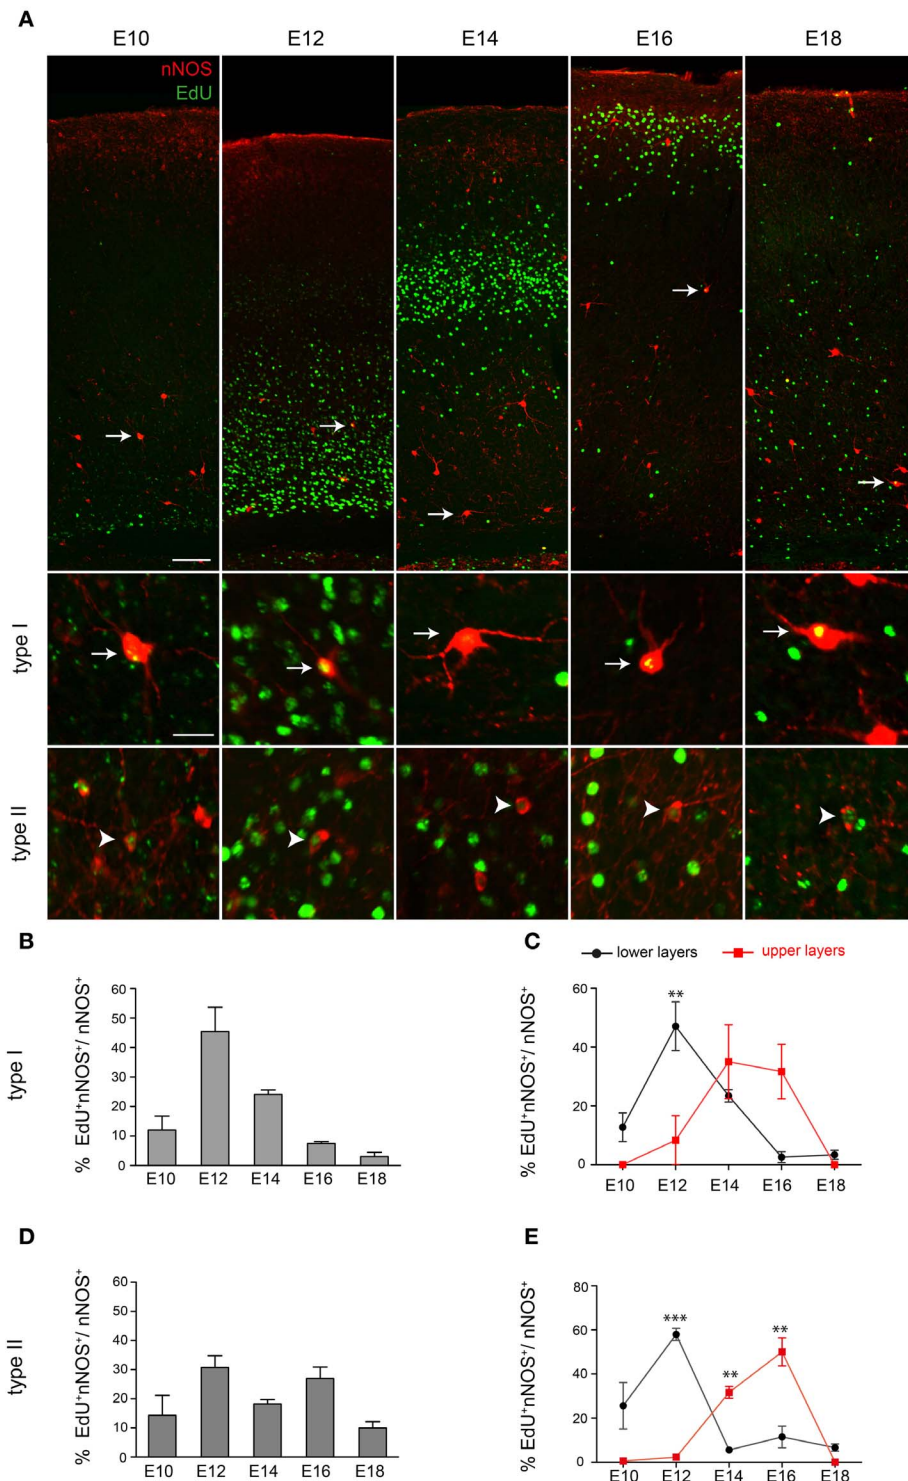 A
E10 E12 E14 E16 E18
nNOS
EdU
type I
type II
B
type I
% EdU⁺nNOS⁺/ nNOS⁺
60
50
40
30
20
10
0
E10 E12 E14 E16 E18
C
lower layers upper layers
% EdU⁺nNOS⁺/ nNOS⁺
60
40
20
0
**
E10 E12 E14 E16 E18
D
type II
% EdU⁺nNOS⁺/ nNOS⁺
60
50
40
30
20
10
0
E10 E12 E14 E16 E18
E
% EdU⁺nNOS⁺/ nNOS⁺
80
60
40
20
0
*** ** **
E10 E12 E14 E16 E18